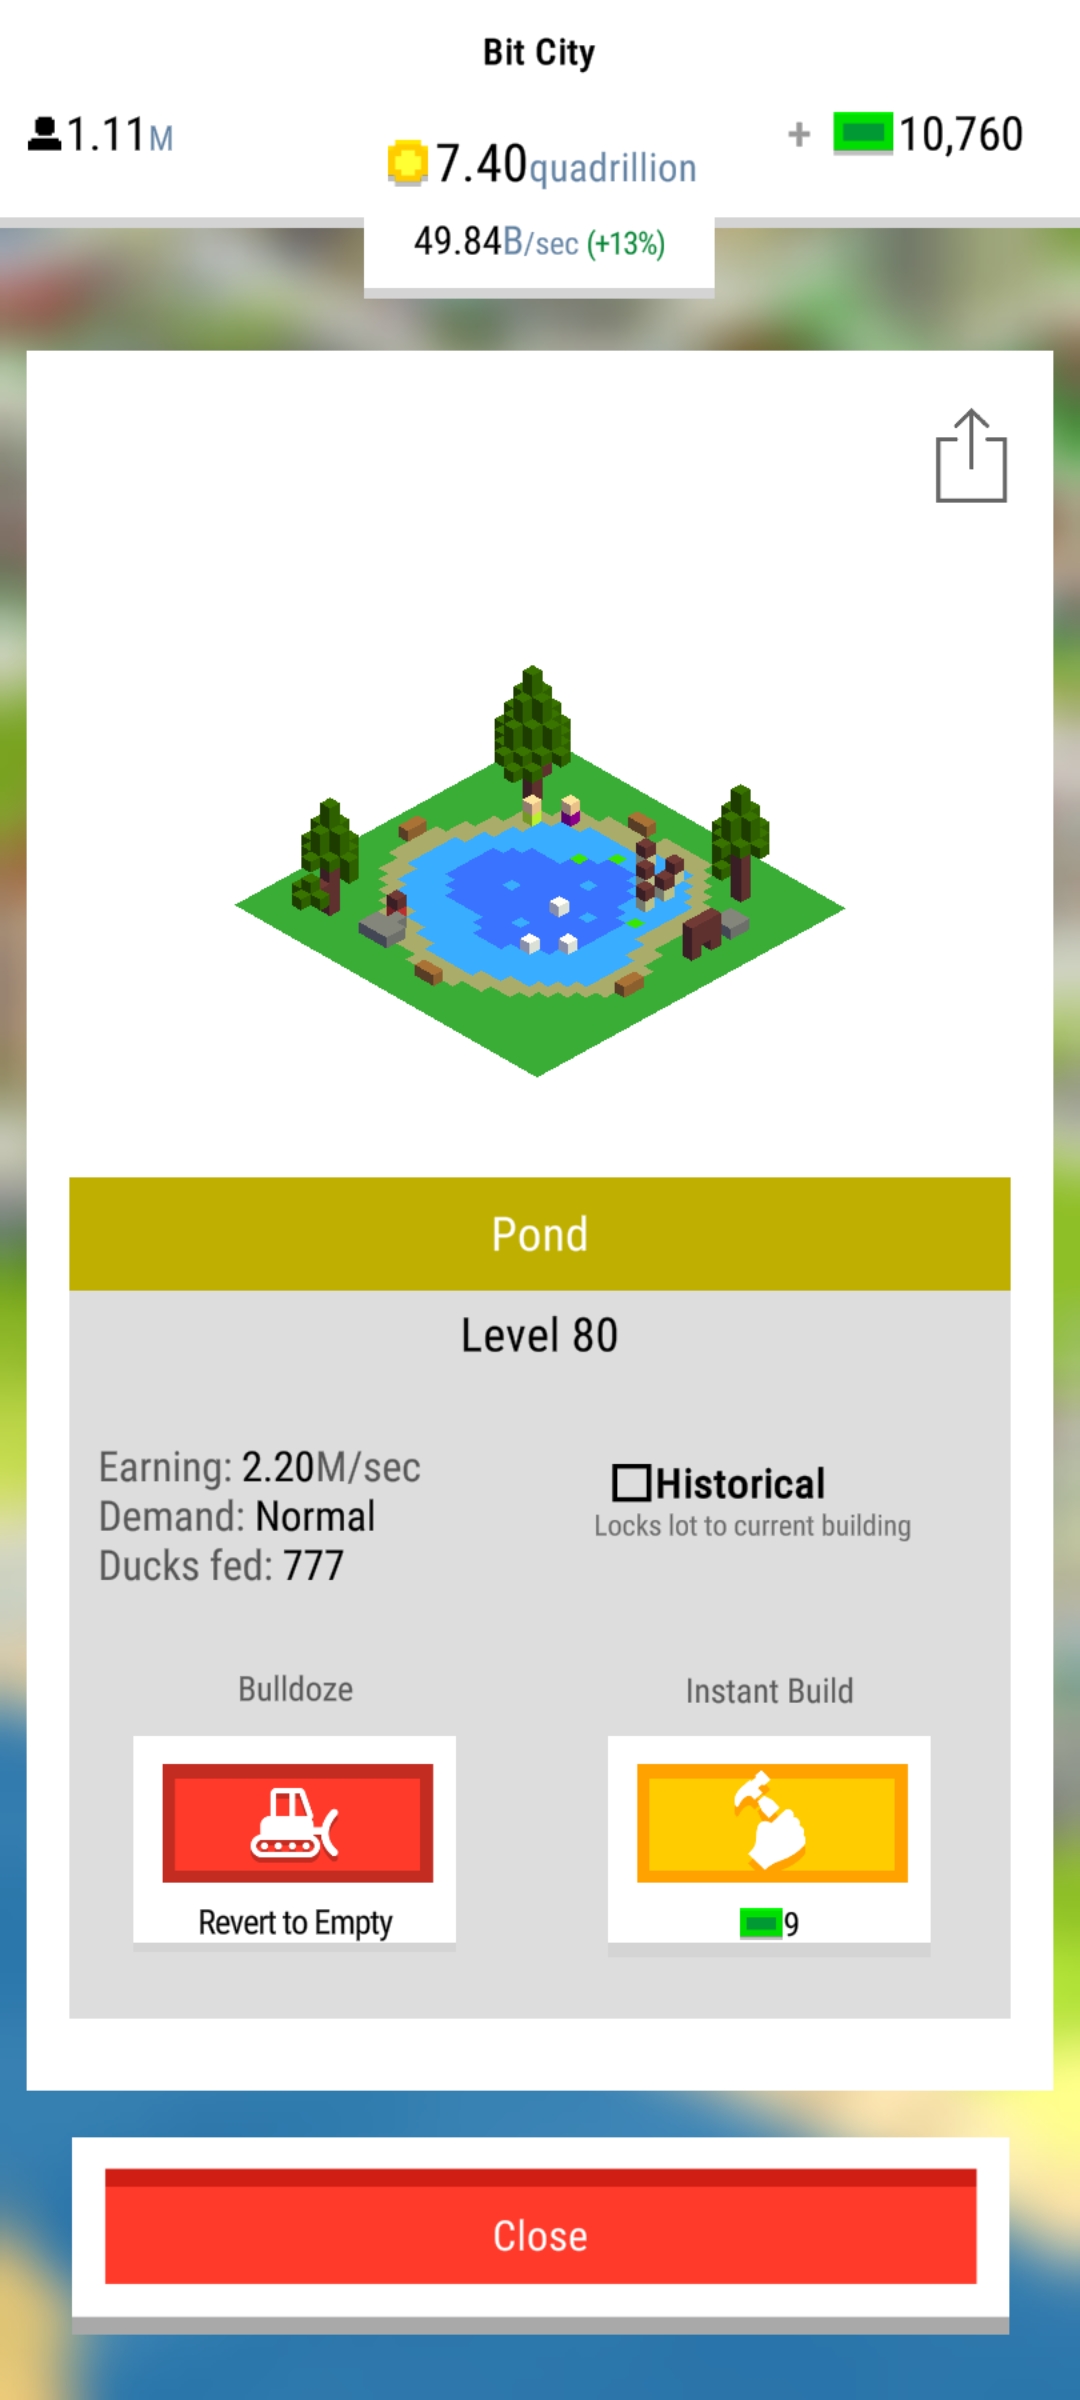 Bit City
1.11M
7.40quadrillion
+ 10,760
49.84B/sec (+13%)
Pond
Level 80
Earning: 2.20M/sec
Demand: Normal
Ducks fed: 777
Historical
Locks lot to current building
Bulldoze
Revert to Empty
Instant Build
9
Close